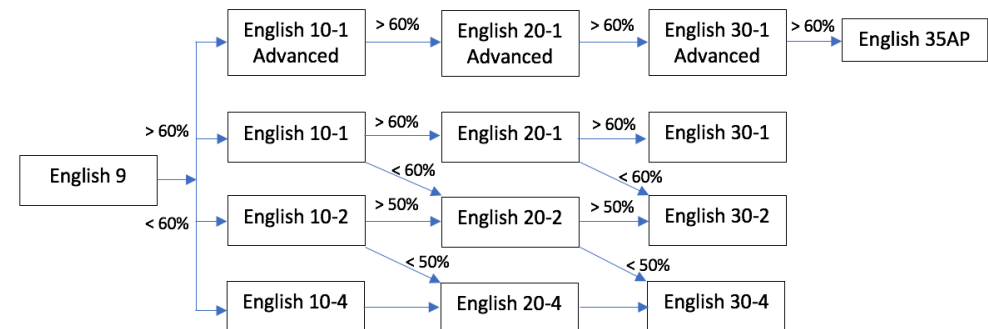 English 10-1
Advanced
> 60%
English 20-1
Advanced
> 60%
English 30-1
Advanced
> 60%
English 35AP
> 60%
English 10-1
> 60%
English 20-1
> 60%
English 30-1
English 9
< 60%
< 60%
< 60%
English 10-2
> 50%
English 20-2
> 50%
English 30-2
< 50%
< 50%
English 10-4
English 20-4
English 30-4